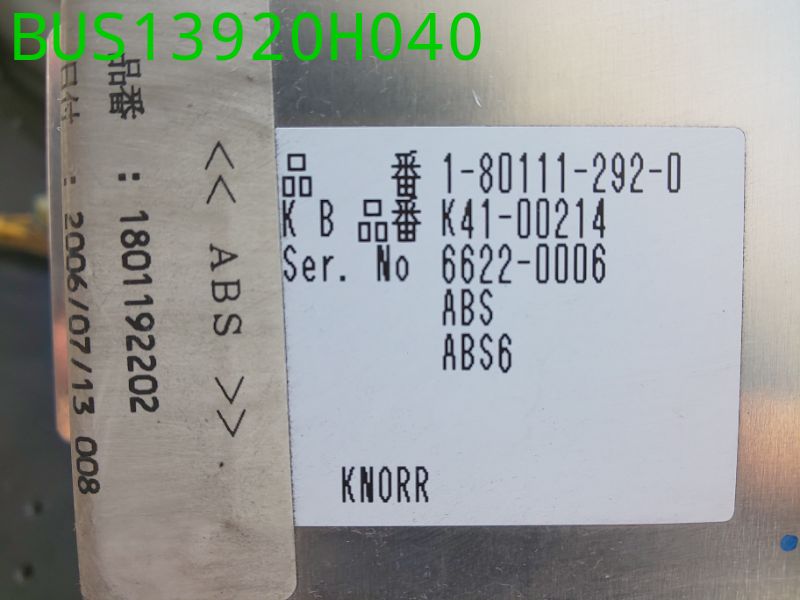 BUS13920H040
品番 1-80111-292-0
K B 品番 K41-00214
Ser. No 6622-0006
ABS
ABS6
KNORR
<< ABS >>
品番 : 1801192202
日付 : 2006/07/13 008